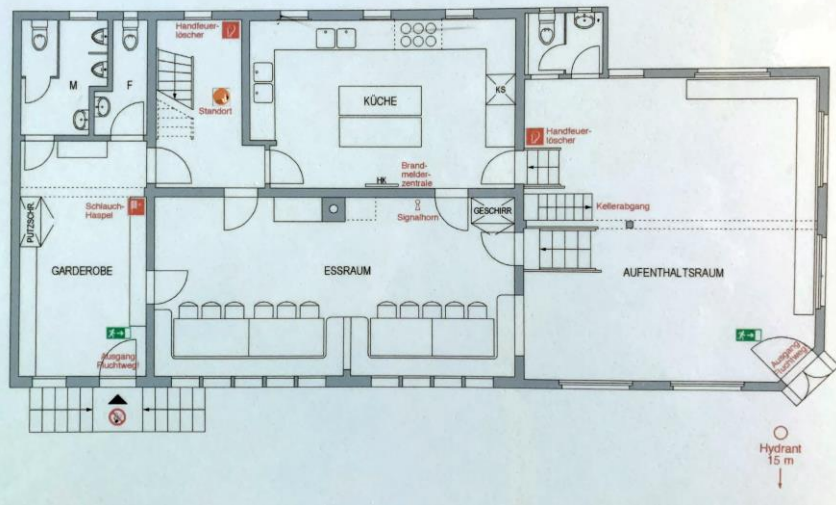 Handfeuer-
löscher
M
F
Standort
KÜCHE
KS
Handfeuer-
löscher
Brand-
melder-
zentrale
HK
Schlauch-
Haspel
PUTZSCHR.
Signalhorn
GESCHIRR
Kellerabgang
GARDEROBE
ESSRAUM
AUFENTHALTSRAUM
Ausgang
Fluchtweg!
Ausgang
Fluchtweg!
Hydrant
15 m